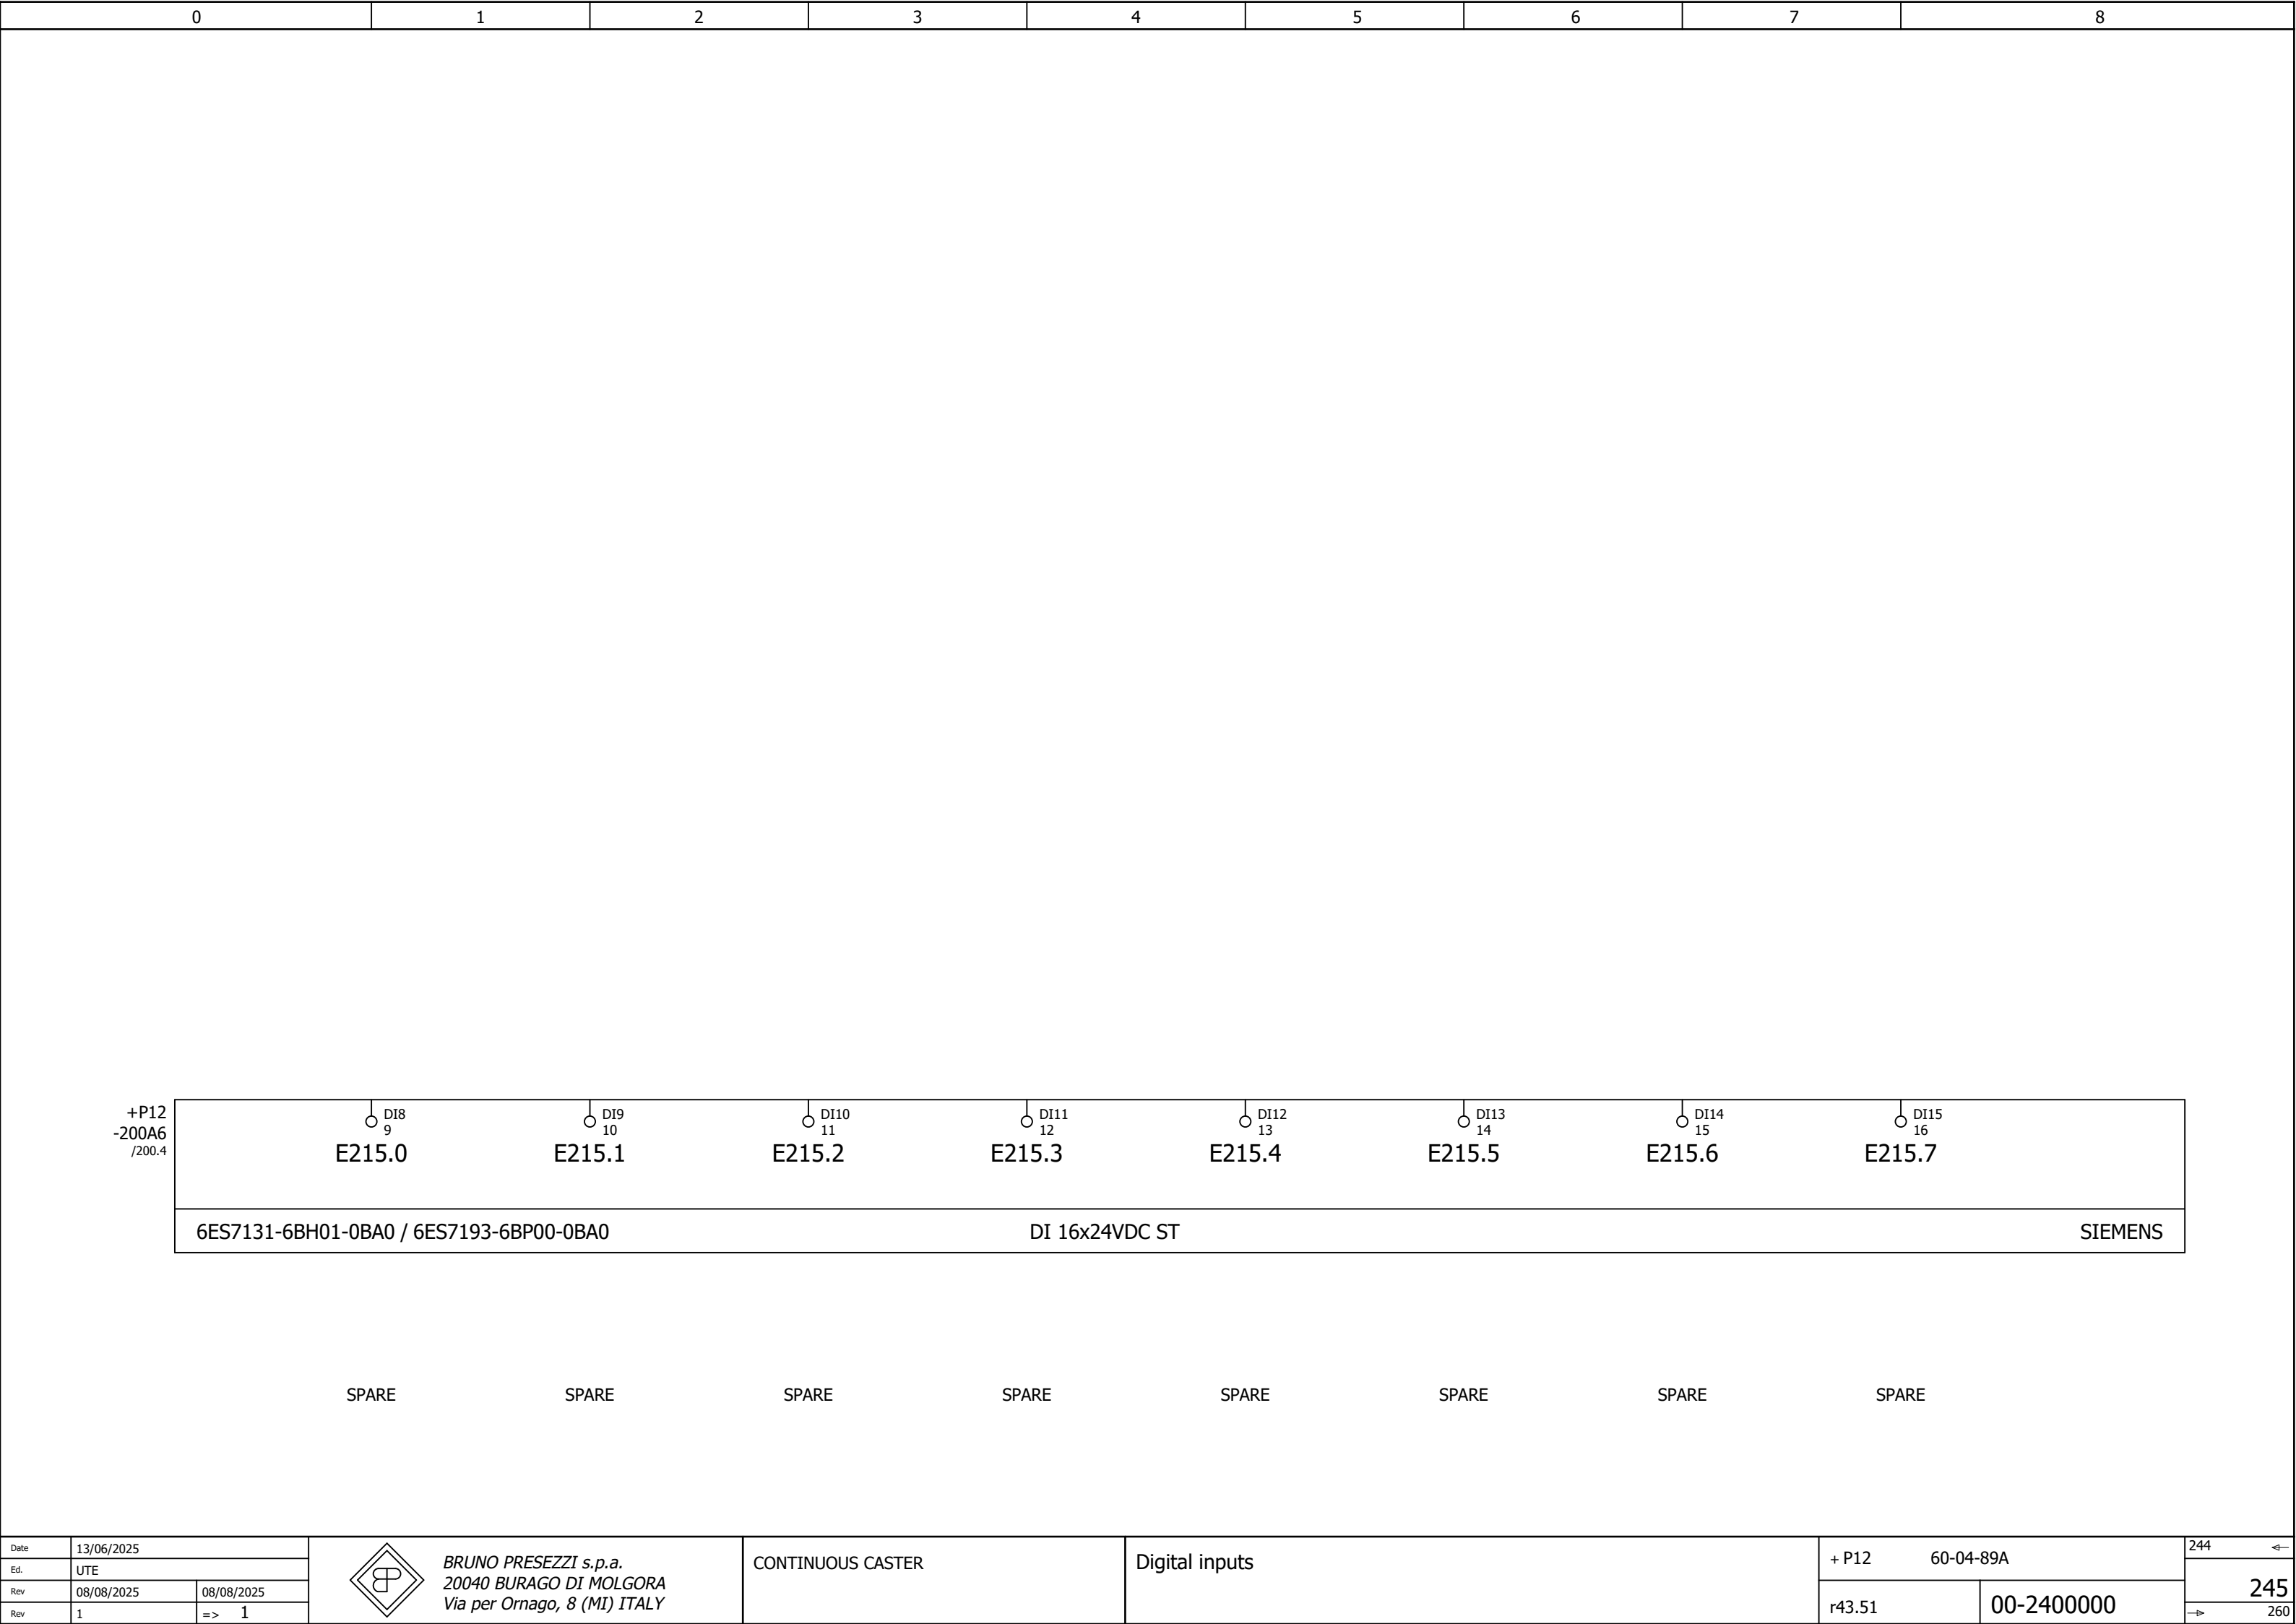 0 1 2 3 4 5 6 7 8
+P12
-200A6
/200.4
DI8 DI9 DI10 DI11 DI12 DI13 DI14 DI15
9 10 11 12 13 14 15 16
E215.0 E215.1 E215.2 E215.3 E215.4 E215.5 E215.6 E215.7
6ES7131-6BH01-0BA0 / 6ES7193-6BP00-0BA0 DI 16x24VDC ST SIEMENS
SPARE SPARE SPARE SPARE SPARE SPARE SPARE SPARE
Date 13/06/2025
Ed. UTE
Rev 08/08/2025 08/08/2025
Rev 1 => 1
BRUNO PRESEZZI s.p.a.
20040 BURAGO DI MOLGORA
Via per Ornago, 8 (MI) ITALY
CONTINUOUS CASTER
Digital inputs
+ P12 60-04-89A
r43.51 00-2400000
244
245
260